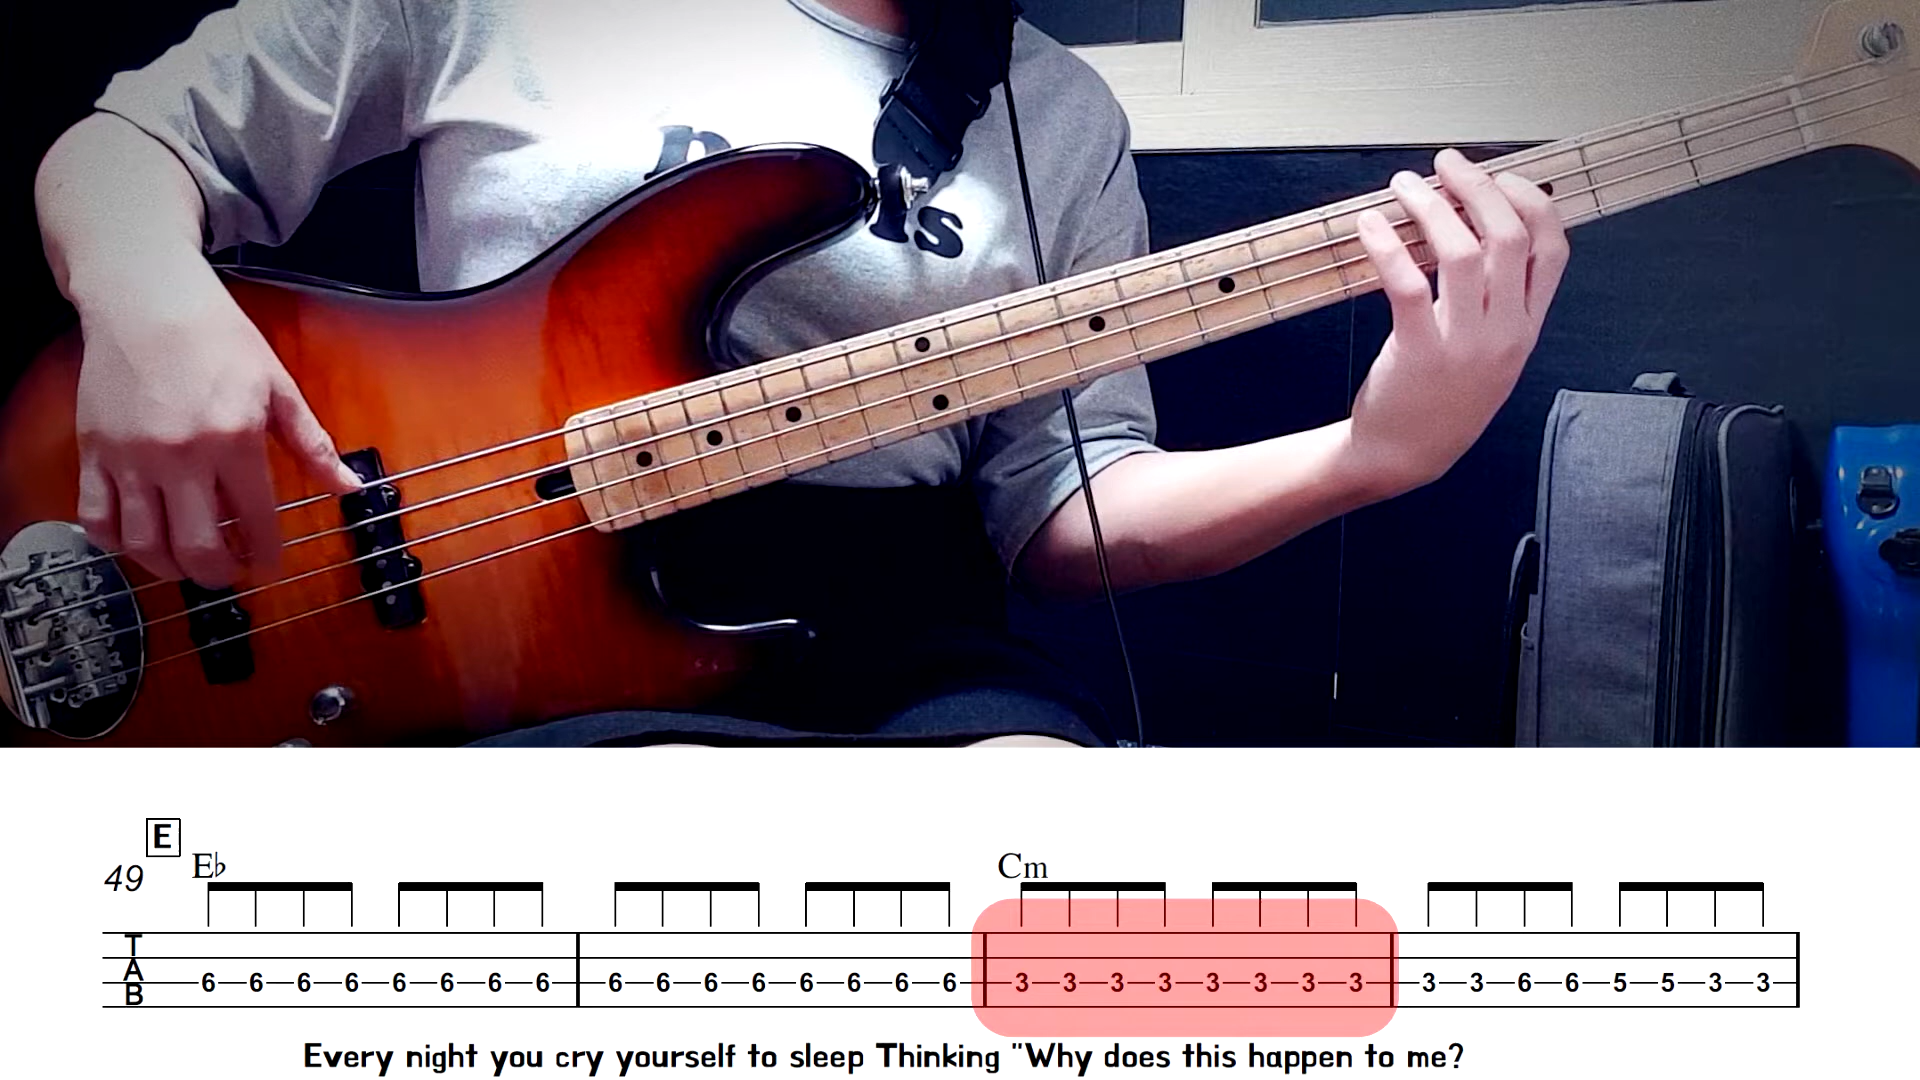 E
49 E♭ Cm
T
A
B
6 6 6 6 6 6 6 6 6 6 6 6 6 6 6 6 3 3 3 3 3 3 3 3 3 3 6 6 5 5 3 3
Every night you cry yourself to sleep Thinking "Why does this happen to me?